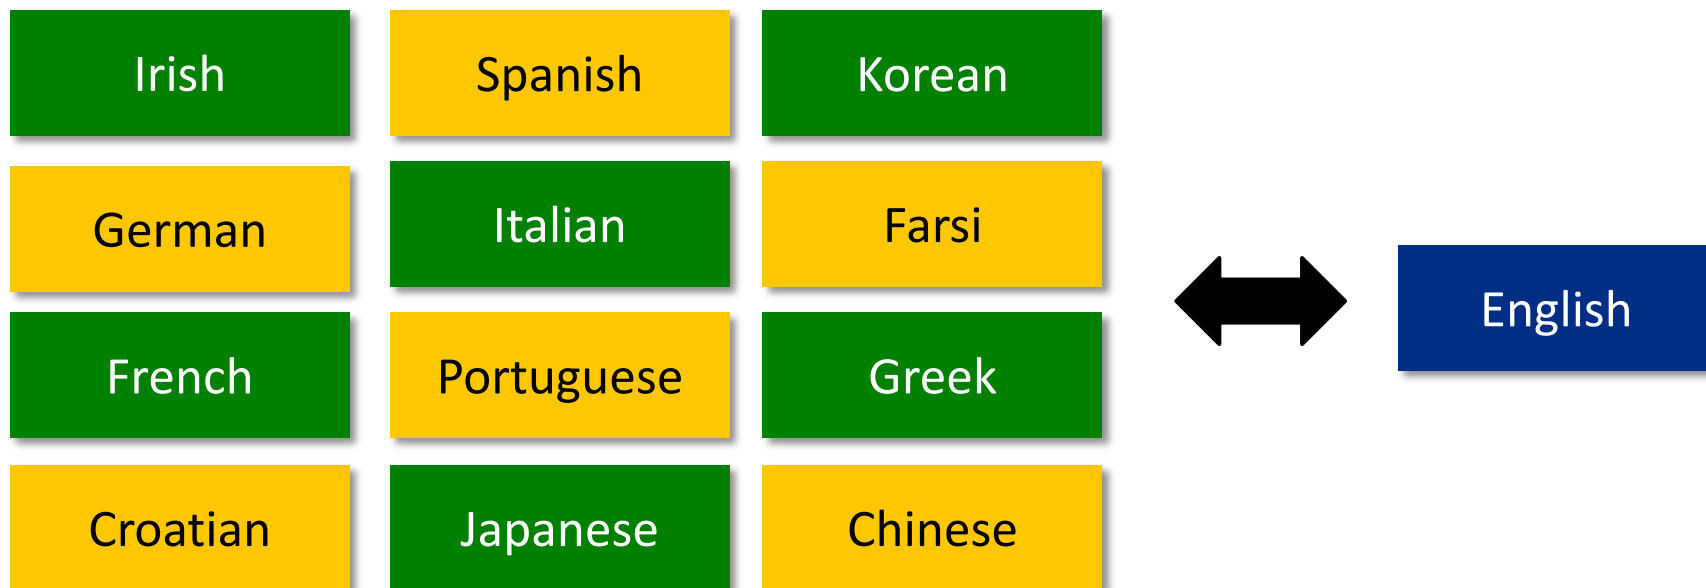 Irish
Spanish
Korean
German
Italian
Farsi
French
Portuguese
Greek
Croatian
Japanese
Chinese
English